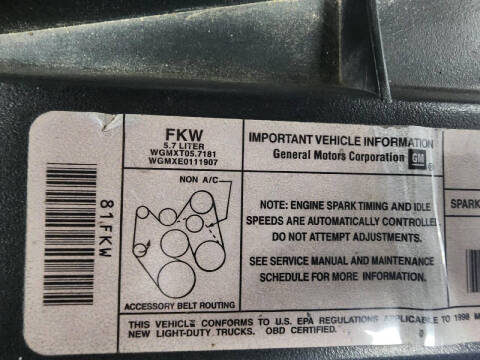 81FKW
FKW
5.7 LITER
WGMXT05.7181
WGMXE0111907
NON A/C
ACCESSORY BELT ROUTING
IMPORTANT VEHICLE INFORMATION
General Motors Corporation GM ®
NOTE: ENGINE SPARK TIMING AND IDLE
SPEEDS ARE AUTOMATICALLY CONTROLLED
DO NOT ATTEMPT ADJUSTMENTS.
SEE SERVICE MANUAL AND MAINTENANCE
SCHEDULE FOR MORE INFORMATION.
SPARK
THIS VEHICLE CONFORMS TO U.S. EPA REGULATIONS APPLICABLE TO 1998 M
NEW LIGHT-DUTY TRUCKS. OBD CERTIFIED.